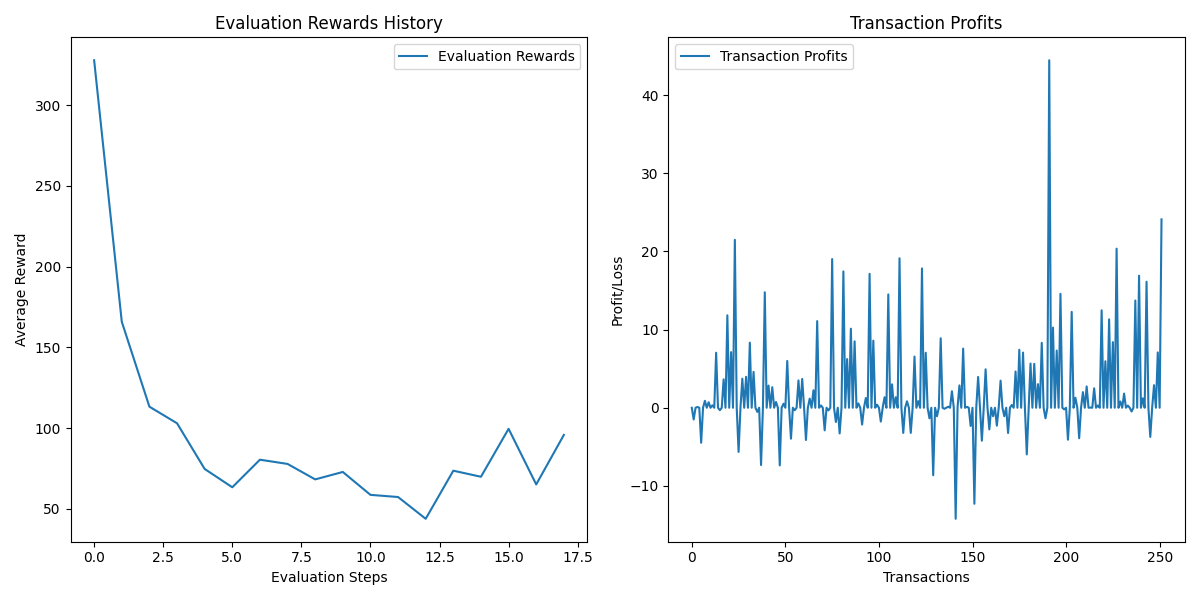 Evaluation Rewards History
Evaluation Rewards
300
250
200
150
100
50
Average Reward
0.0 2.5 5.0 7.5 10.0 12.5 15.0 17.5
Evaluation Steps
Transaction Profits
Transaction Profits
40
30
20
10
0
−10
Profit/Loss
0 50 100 150 200 250
Transactions